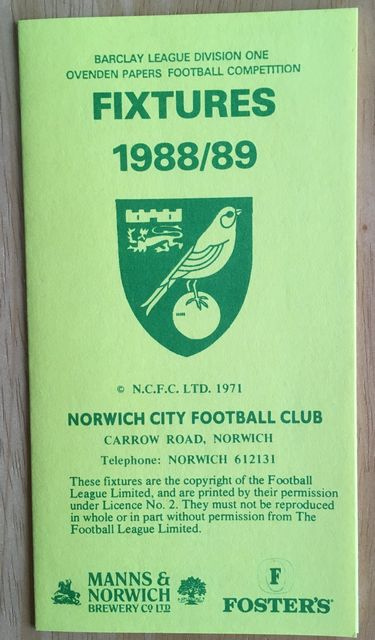 BARCLAY LEAGUE DIVISION ONE
OVENDEN PAPERS FOOTBALL COMPETITION
FIXTURES
1988/89
© N.C.F.C. LTD. 1971
NORWICH CITY FOOTBALL CLUB
CARROW ROAD, NORWICH
Telephone: NORWICH 612131
These fixtures are the copyright of the Football
League Limited, and are printed by their permission
under Licence No. 2. They must not be reproduced
in whole or in part without permission from The
Football League Limited.
MANNS &
NORWICH
BREWERY CO LTD
F
FOSTER'S